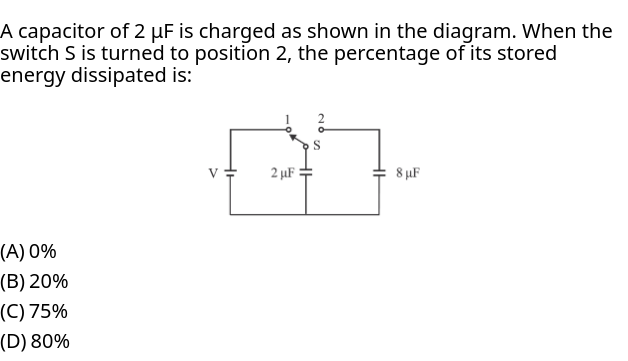 A capacitor of 2 μF is charged as shown in the diagram. When the
switch S is turned to position 2, the percentage of its stored
energy dissipated is:
1 2
S
V 2 μF 8 μF
(A) 0%
(B) 20%
(C) 75%
(D) 80%